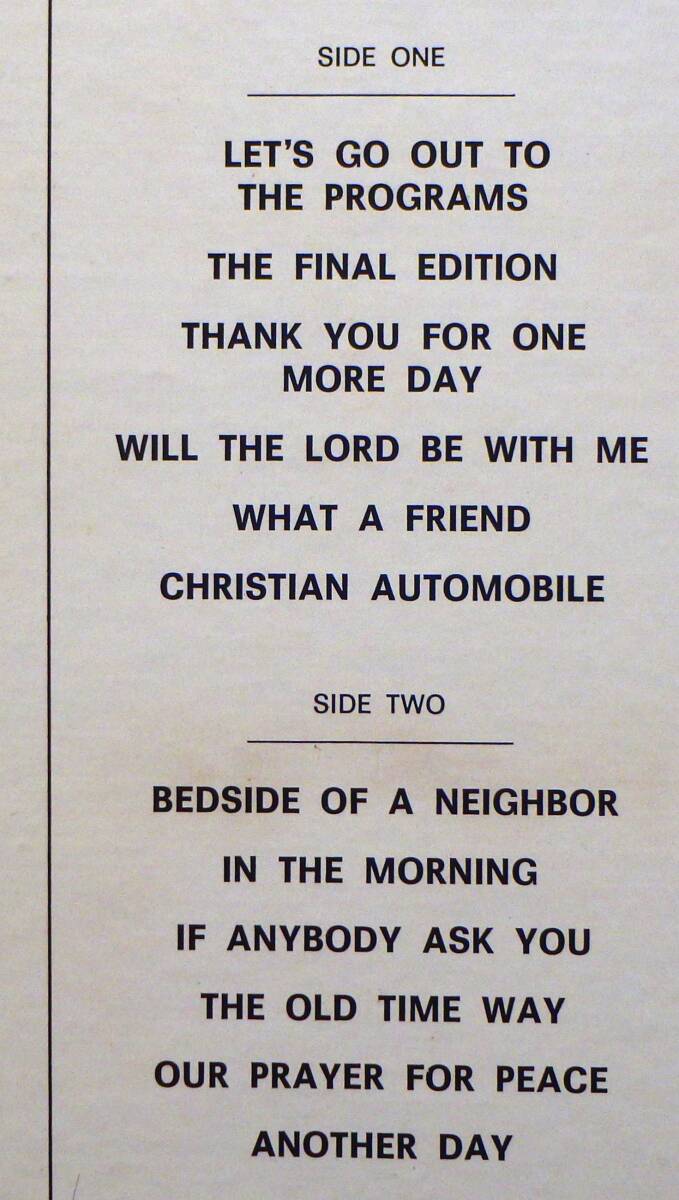 SIDE ONE
LET'S GO OUT TO
THE PROGRAMS
THE FINAL EDITION
THANK YOU FOR ONE
MORE DAY
WILL THE LORD BE WITH ME
WHAT A FRIEND
CHRISTIAN AUTOMOBILE
SIDE TWO
BEDSIDE OF A NEIGHBOR
IN THE MORNING
IF ANYBODY ASK YOU
THE OLD TIME WAY
OUR PRAYER FOR PEACE
ANOTHER DAY